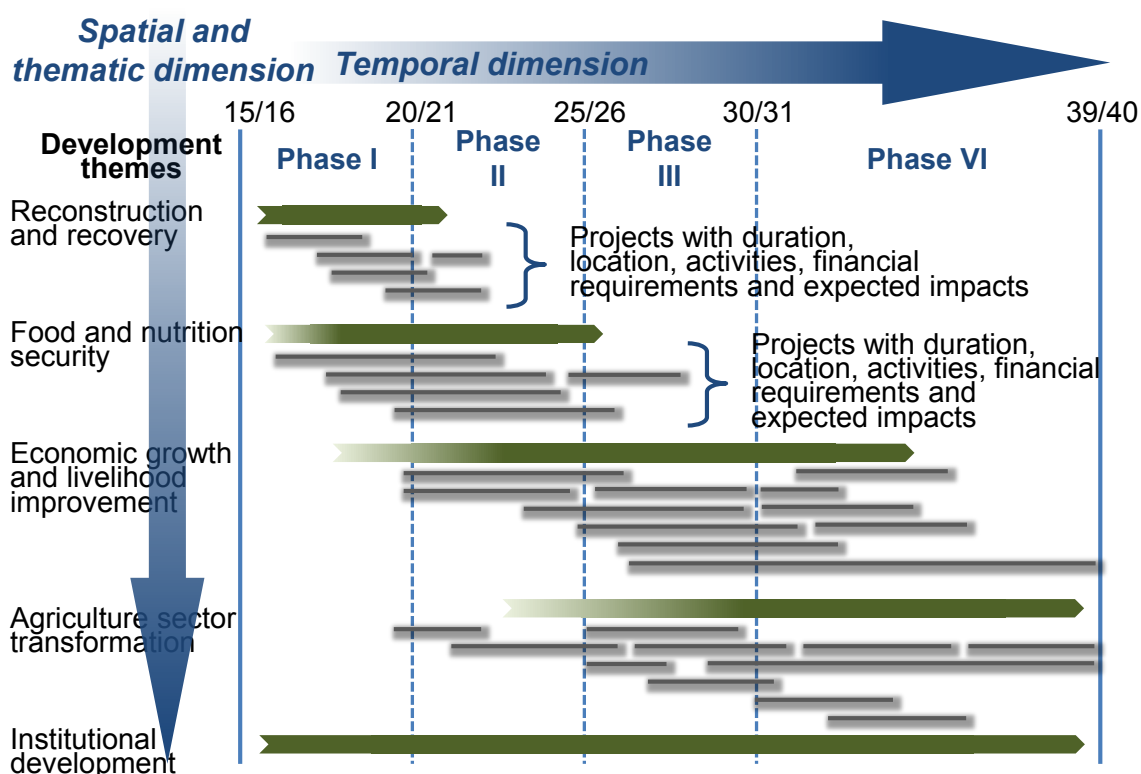 Spatial and
thematic dimension
Temporal dimension
15/16 20/21 25/26 30/31 39/40
Development
themes
Phase I
Phase
II
Phase
III
Phase VI
Reconstruction
and recovery
Projects with duration,
location, activities, financial
requirements and expected impacts
Food and nutrition
security
Projects with duration,
location, activities, financial
requirements and
expected impacts
Economic growth
and livelihood
improvement
Agriculture sector
transformation
Institutional
development